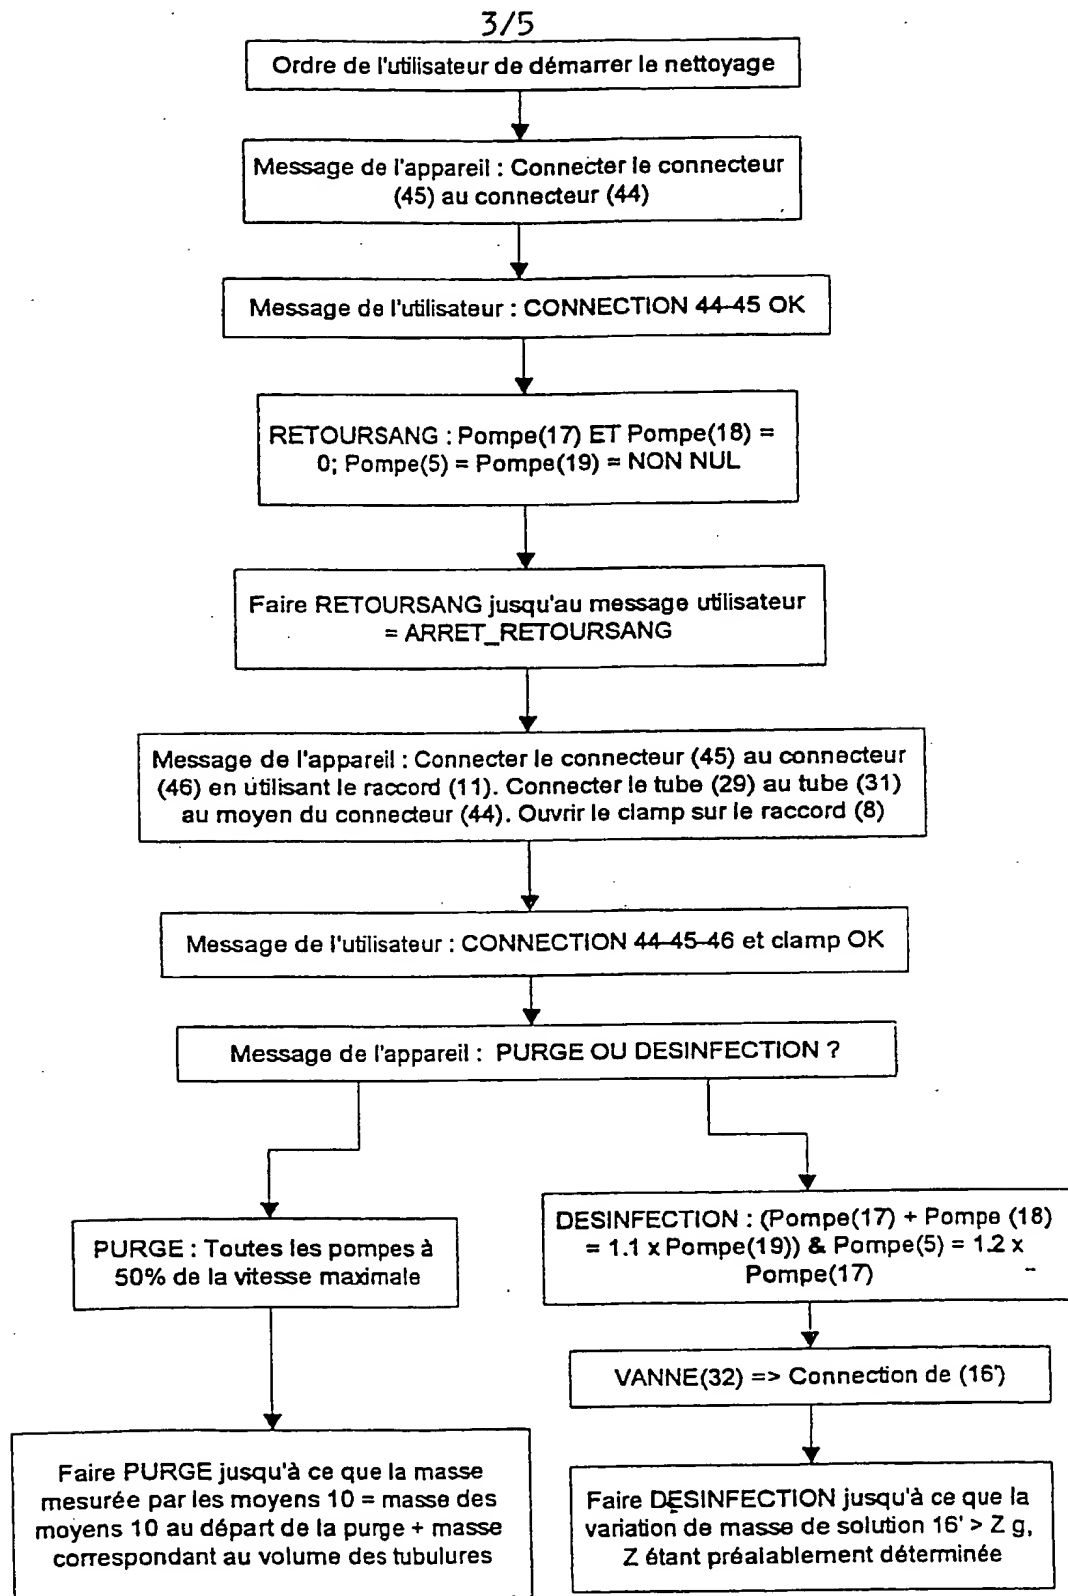 3/5
Ordre de l'utilisateur de démarrer le nettoyage
Message de l'appareil : Connecter le connecteur
(45) au connecteur (44)
Message de l'utilisateur : CONNECTION 44-45 OK
RETOURSANG : Pompe(17) ET Pompe(18) =
0; Pompe(5) = Pompe(19) = NON NUL
Faire RETOURSANG jusqu'au message utilisateur
= ARRET_RETOURSANG
Message de l'appareil : Connecter le connecteur (45) au connecteur
(46) en utilisant le raccord (11). Connecter le tube (29) au tube (31)
au moyen du connecteur (44). Ouvrir le clamp sur le raccord (8)
Message de l'utilisateur : CONNECTION 44-45-46 et clamp OK
Message de l'appareil : PURGE OU DESINFECTION ?
PURGE : Toutes les pompes à
50% de la vitesse maximale
Faire PURGE jusqu'à ce que la masse
mesurée par les moyens 10 = masse des
moyens 10 au départ de la purge + masse
correspondant au volume des tubulures
DESINFECTION : (Pompe(17) + Pompe (18)
= 1.1 x Pompe(19)) & Pompe(5) = 1.2 x
Pompe(17)
VANNE(32) => Connection de (16')
Faire DESINFECTION jusqu'à ce que la
variation de masse de solution 16' > Z g,
Z étant préalablement déterminée